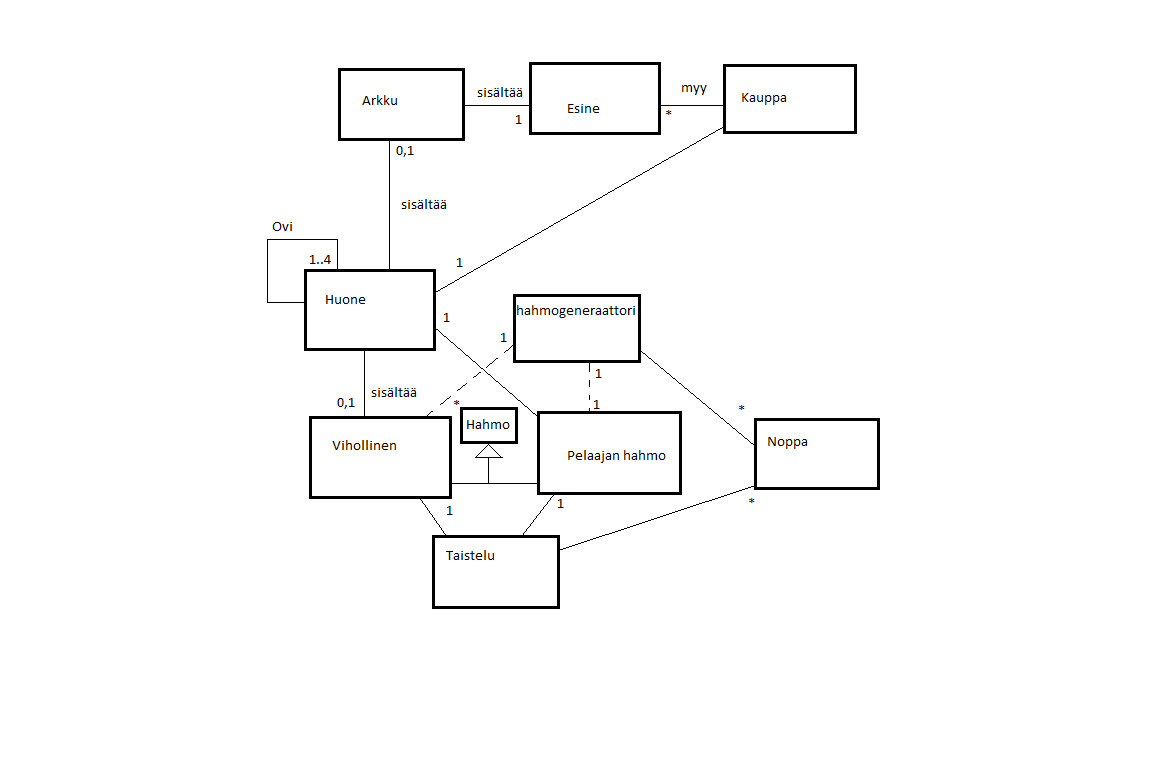 Arkku
sisältää
1
Esine
myy
*
Kauppa
0,1
sisältää
Ovi
1..4
1
Huone
1
hahmogeneraattori
1
1
0,1
sisältää
*
1
*
Hahmo
Vihollinen
Pelaajan hahmo
Noppa
1
1
*
Taistelu